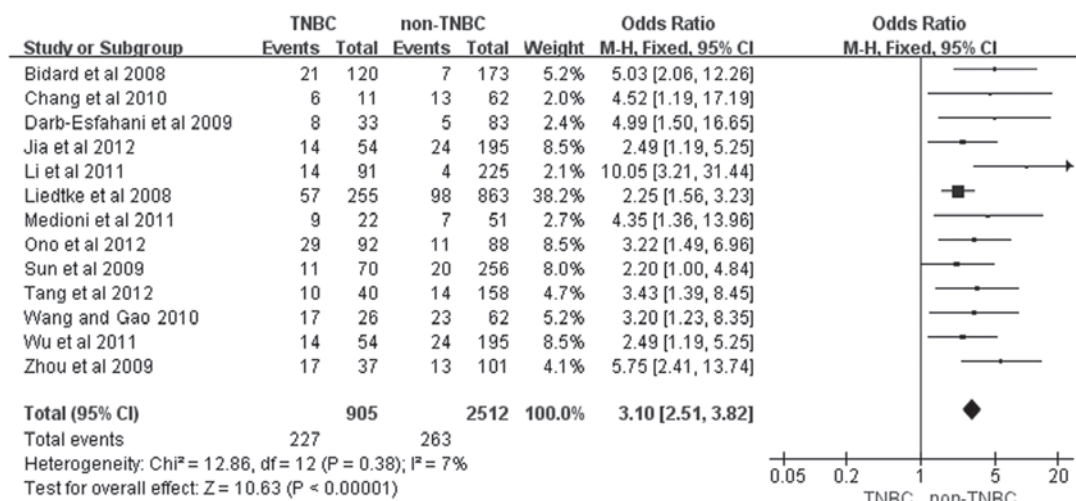 TNBC non-TNBC Odds Ratio Odds Ratio
Study or Subgroup Events Total Events Total Weight M-H, Fixed, 95% CI M-H, Fixed, 95% CI
Bidard et al 2008 21 120 7 173 5.2% 5.03 [2.06, 12.26]
Chang et al 2010 6 11 13 62 2.0% 4.52 [1.19, 17.19]
Darb-Esfahani et al 2009 8 33 5 83 2.4% 4.99 [1.50, 16.65]
Jia et al 2012 14 54 24 195 8.5% 2.49 [1.19, 5.25]
Li et al 2011 14 91 4 225 2.1% 10.05 [3.21, 31.44]
Liedtke et al 2008 57 255 98 863 38.2% 2.25 [1.56, 3.23]
Medioni et al 2011 9 22 7 51 2.7% 4.35 [1.36, 13.96]
Ono et al 2012 29 92 11 88 8.5% 3.22 [1.49, 6.96]
Sun et al 2009 11 70 20 256 8.0% 2.20 [1.00, 4.84]
Tang et al 2012 10 40 14 158 4.7% 3.43 [1.39, 8.45]
Wang and Gao 2010 17 26 23 62 5.2% 3.20 [1.23, 8.35]
Wu et al 2011 14 54 24 195 8.5% 2.49 [1.19, 5.25]
Zhou et al 2009 17 37 13 101 4.1% 5.75 [2.41, 13.74]
Total (95% CI) 905 2512 100.0% 3.10 [2.51, 3.82]
Total events 227 263
Heterogeneity: Chi² = 12.86, df = 12 (P = 0.38); I² = 7%
Test for overall effect: Z = 10.63 (P < 0.00001)
0.05 0.2 1 5 20
TNBC non-TNBC